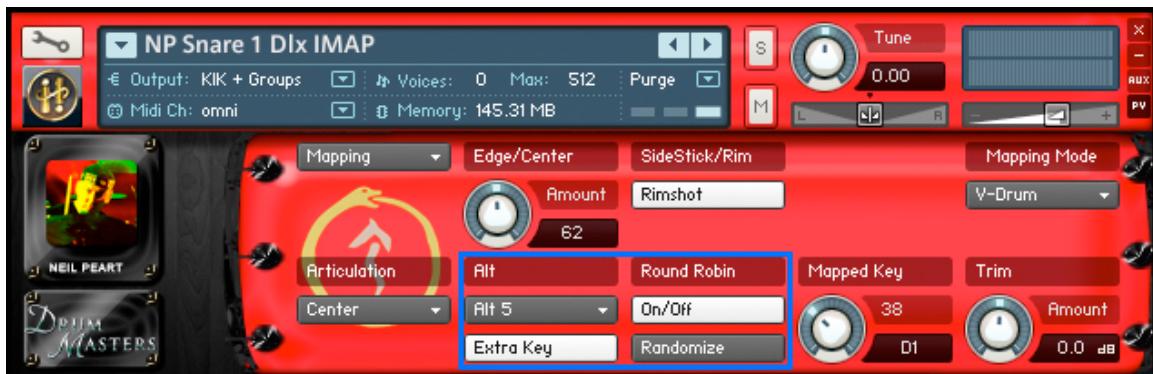 NP Snare 1 Dlx IMAP
S
Tune
X
-
Output: KIK + Groups
Voices: 0 Max: 512
Purge
0.00
AUX
Midi Ch: omni
Memory: 145.31 MB
M
L R
- +
PV
Mapping
Edge/Center
SideStick/Rim
Mapping Mode
Amount
Rimshot
V-Drum
62
NEIL PEART
Articulation
Alt
Round Robin
Mapped Key
Trim
Center
Alt 5
On/Off
38
Amount
DRUM
MASTERS
Extra Key
Randomize
D1
0.0 dB